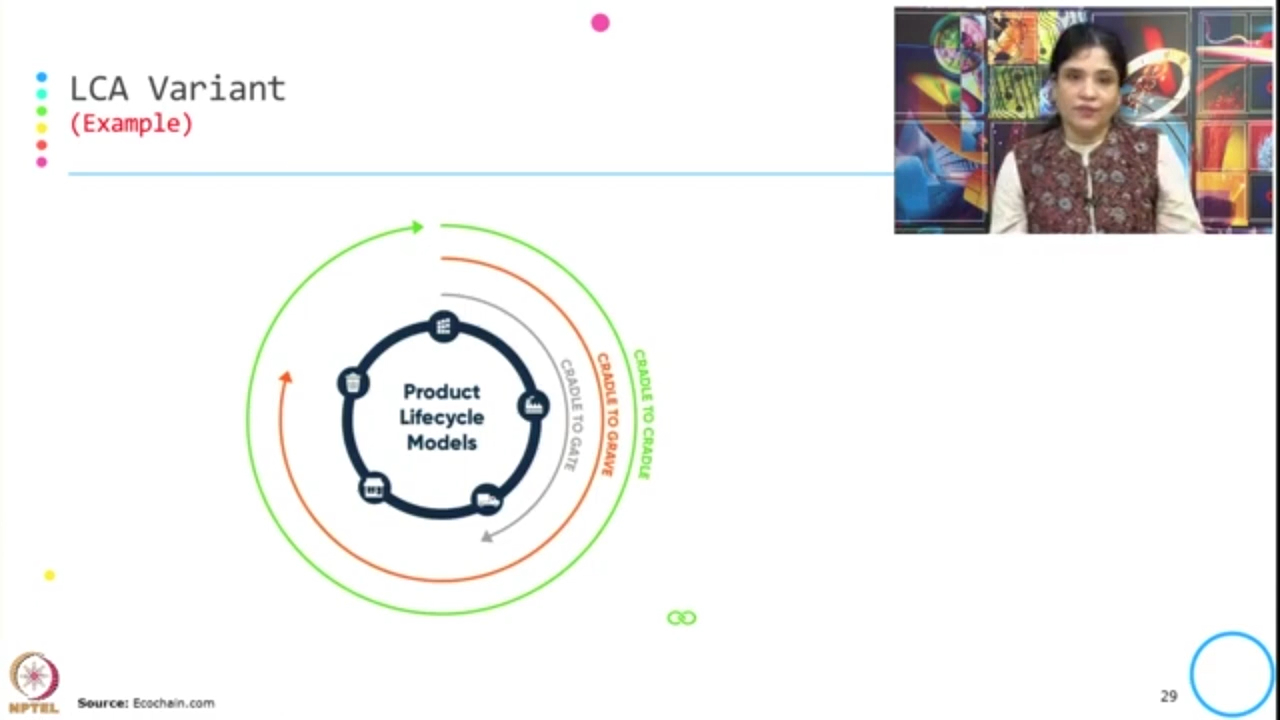 LCA Variant
(Example)
Product
Lifecycle
Models
CRADLE TO GATE
CRADLE TO GRAVE
CRADLE TO CRADLE
NPTEL
Source: Ecochain.com
29